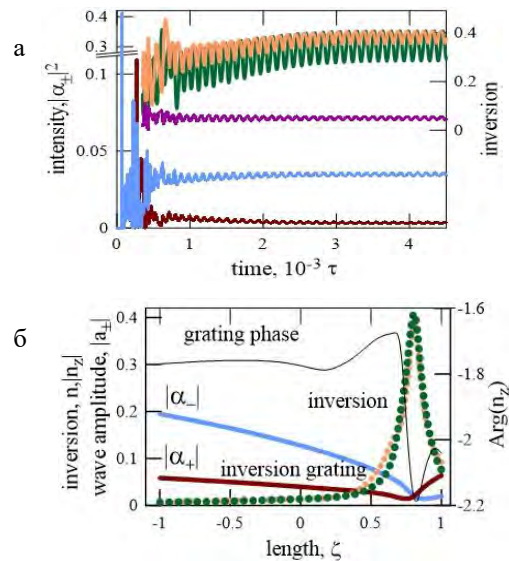 а
0.4
0.3
0.1
0.05
0
intensity,|α±|²
0.4
0.2
0
inversion
0 1 2 3 4
time, 10⁻³ τ
б
0.4
0.3
0.2
0.1
0
inversion, n,|n_z|
wave amplitude, |a±|
grating phase
|α₋|
inversion
|α₊|
inversion grating
-1.6
-1.8
-2
-2.2
Arg(n_z)
-1 -0.5 0 0.5 1
length, ζ